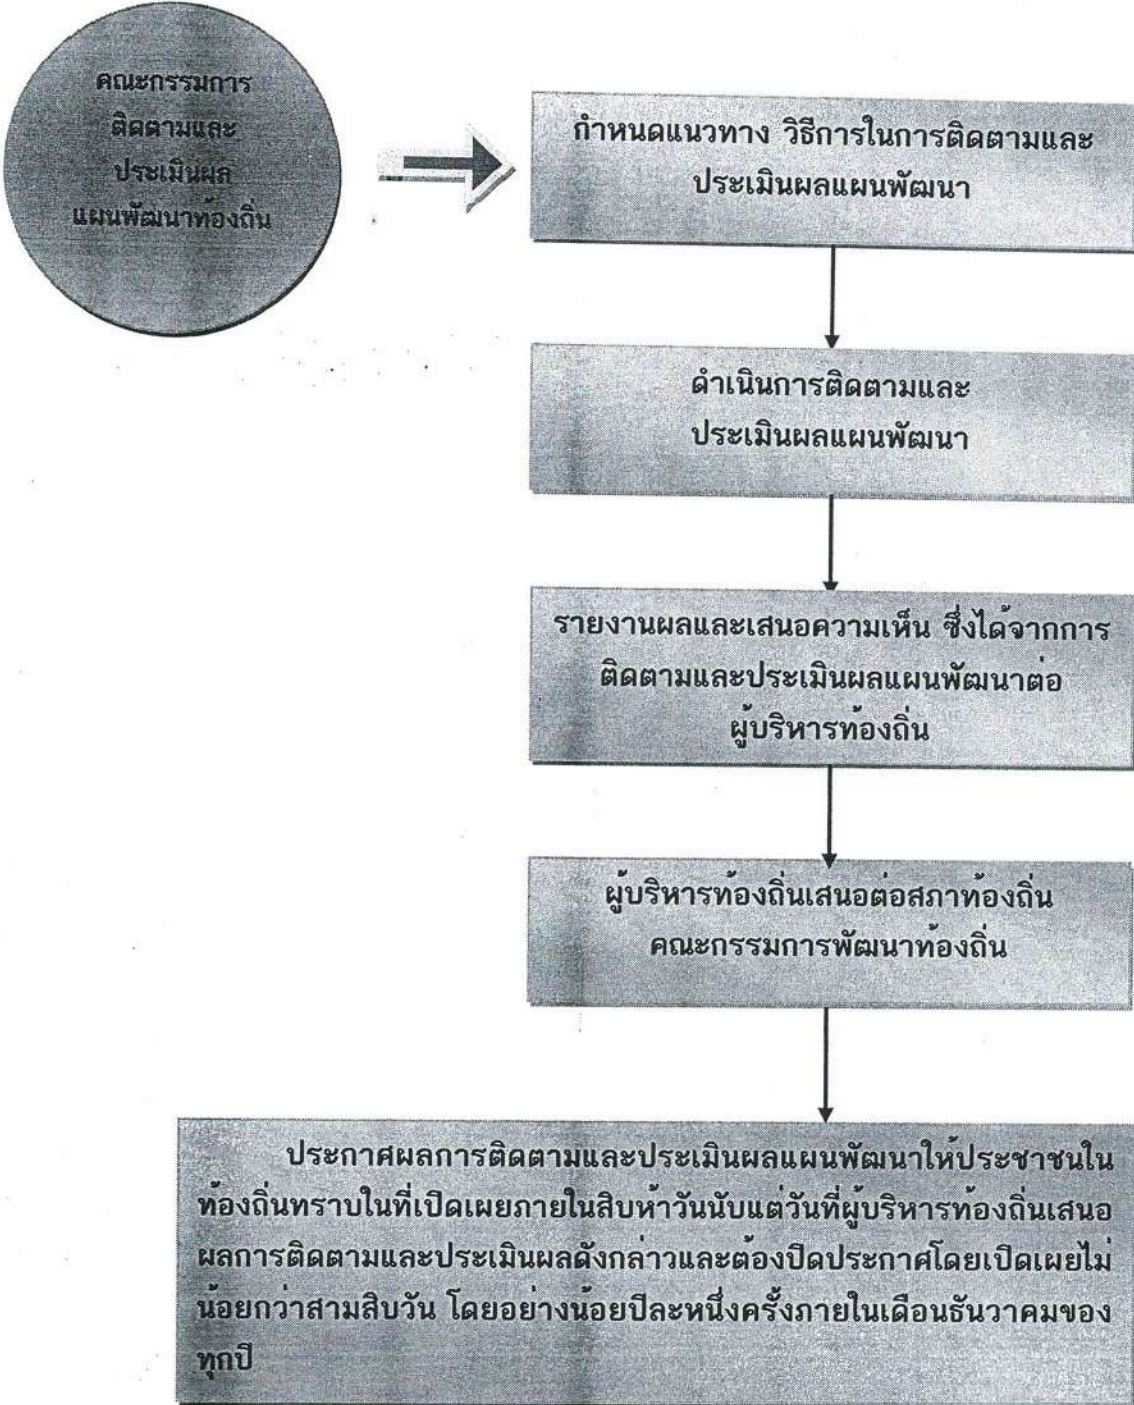 คณะกรรมการ
ติดตามและ
ประเมินผล
แผนพัฒนาท้องถิ่น
กำหนดแนวทาง วิธีการในการติดตามและ
ประเมินผลแผนพัฒนา
ดำเนินการติดตามและ
ประเมินผลแผนพัฒนา
รายงานผลและเสนอความเห็น ซึ่งได้จากการ
ติดตามและประเมินผลแผนพัฒนาต่อ
ผู้บริหารท้องถิ่น
ผู้บริหารท้องถิ่นเสนอต่อสภาท้องถิ่น
คณะกรรมการพัฒนาท้องถิ่น
ประกาศผลการติดตามและประเมินผลแผนพัฒนาให้ประชาชนใน
ท้องถิ่นทราบในที่เปิดเผยภายในสิบห้าวันนับแต่วันที่ผู้บริหารท้องถิ่นเสนอ
ผลการติดตามและประเมินผลดังกล่าวและต้องปิดประกาศโดยเปิดเผยไม่
น้อยกว่าสามสิบวัน โดยอย่างน้อยปีละหนึ่งครั้งภายในเดือนธันวาคมของ
ทุกปี